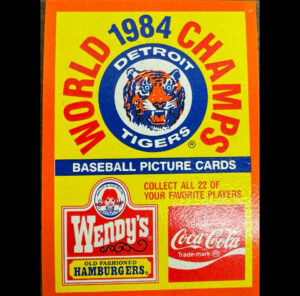 WORLD 1984 CHAMPS
DETROIT
TIGERS
®
BASEBALL PICTURE CARDS
COLLECT ALL 22 OF
YOUR FAVORITE PLAYERS
WENDY'S
OLD FASHIONED
HAMBURGERS
Coca-Cola
Trade-mark ®